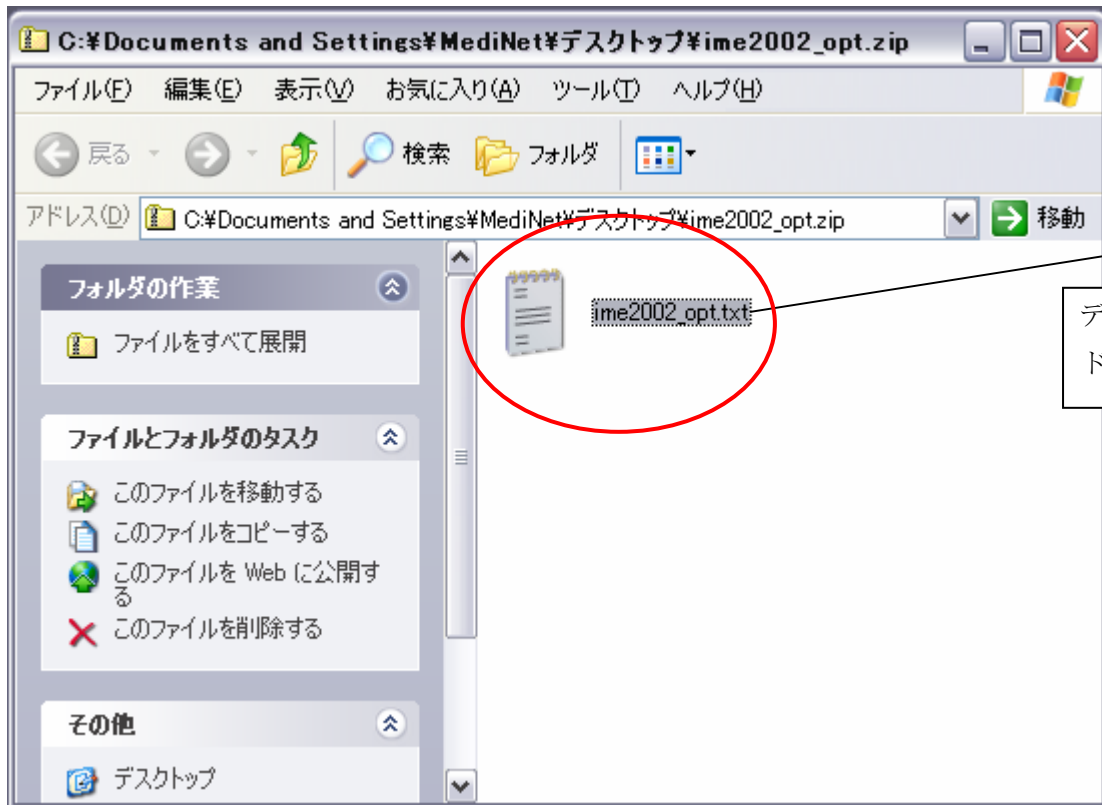 C:¥Documents and Settings¥MediNet¥デスクトップ¥ime2002_opt.zip
ファイル(F) 編集(E) 表示(V) お気に入り(A) ツール(T) ヘルプ(H)
戻る 検索 フォルダ
アドレス(D) C:¥Documents and Settings¥MediNet¥デスクトップ¥ime2002_opt.zip 移動
フォルダの作業
ファイルをすべて展開
ファイルとフォルダのタスク
このファイルを移動する
このファイルをコピーする
このファイルを Web に公開す
る
このファイルを削除する
その他
デスクトップ
ime2002_opt.txt
デ
ド